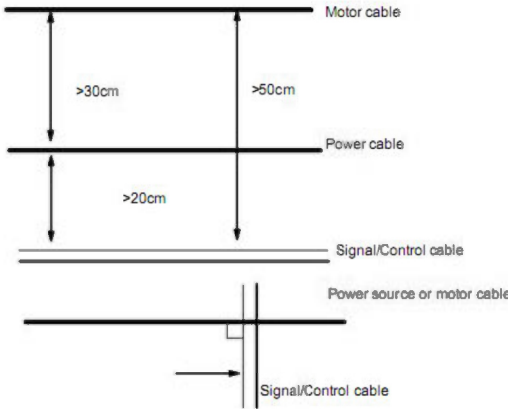 Motor cable
>30cm
>50cm
Power cable
>20cm
Signal/Control cable
Power source or motor cable
Signal/Control cable